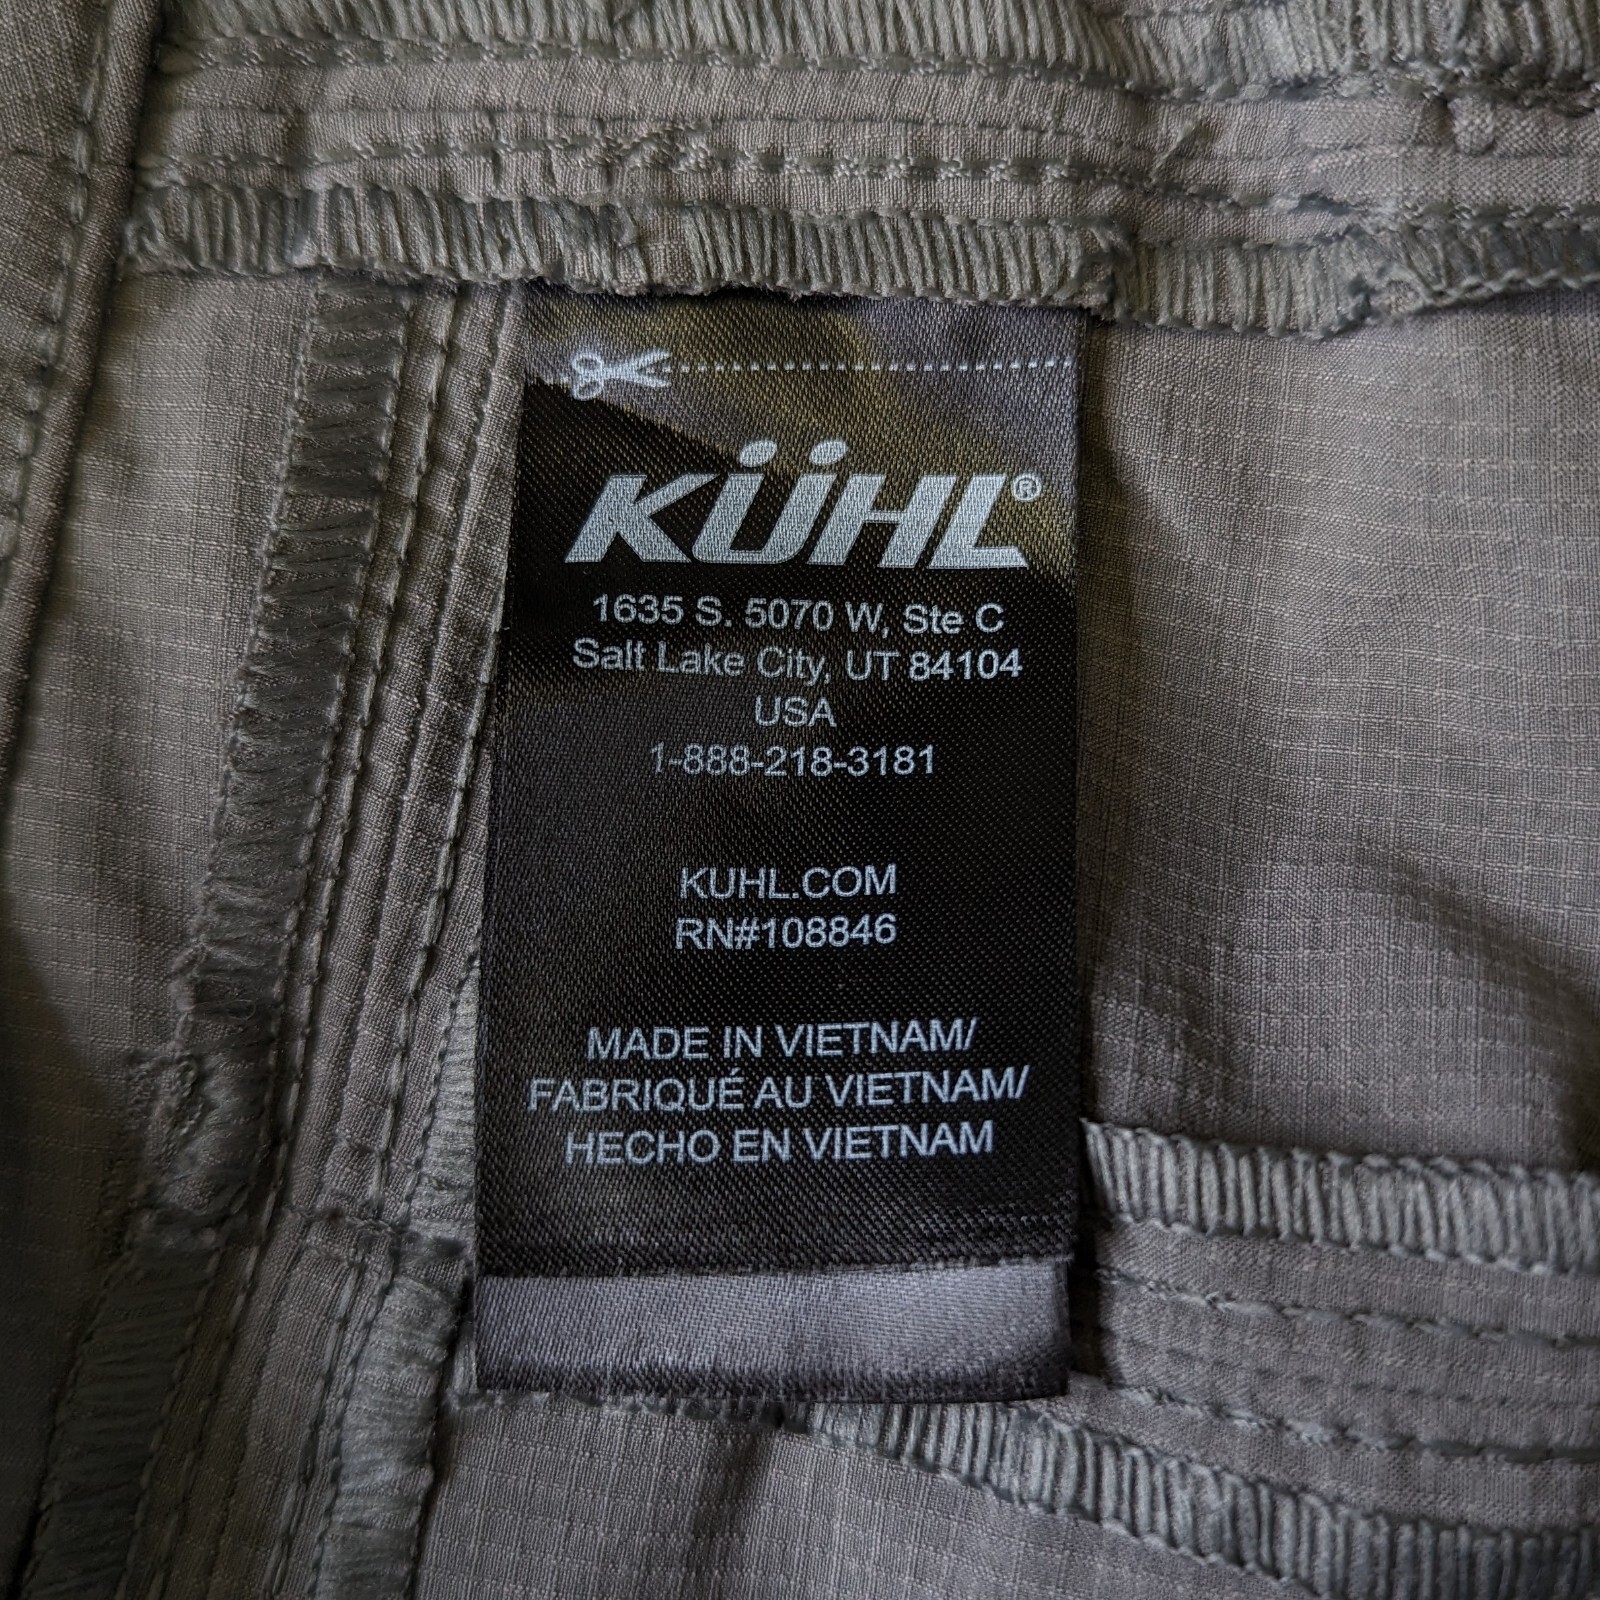 KÜHL®
1635 S. 5070 W, Ste C
Salt Lake City, UT 84104
USA
1-888-218-3181
KUHL.COM
RN#108846
MADE IN VIETNAM/
FABRIQUÉ AU VIETNAM/
HECHO EN VIETNAM